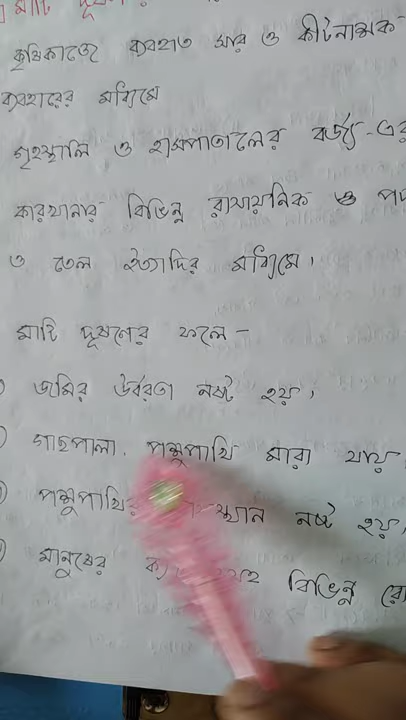 মাটি দূষ
কৃষিকাজে ব্যবহৃত সার ও কীটনাশক
ব্যবহারের মাধ্যমে
গৃহস্থালি ও হাসপাতালের বর্জ্য-এর
কারখানার বিভিন্ন রাসায়নিক ও
ও তেল ইত্যাদির মাধ্যমে।
মাটি দূষণের ফলে-
জমির উর্বরতা নষ্ট হয়,
গাছপালা, পশুপাখি মারা যায়
পশুপাখির স্থান নষ্ট হয়,
মানুষের বিভিন্ন রো